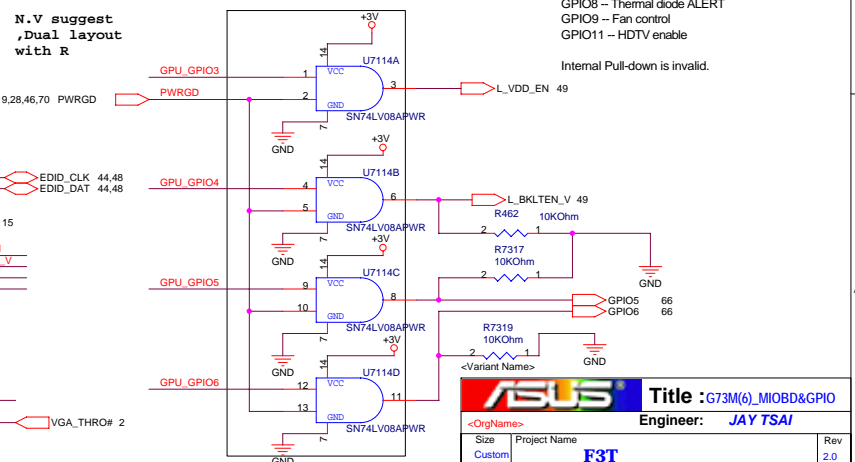 N.V suggest
,Dual layout
with R
GPIO8 -- Thermal diode ALERT
GPIO9 -- Fan control
GPIO11 -- HDTV enable
Internal Pull-down is invalid.
+3V
14
U7114A
VCC
GPU_GPIO3
1
3
L_VDD_EN 49
9,28,46,70 PWRGD
PWRGD
2
GND
7
SN74LV08APWR
GND
+3V
14
U7114B
VCC
EDID_CLK 44,48
EDID_DAT 44,48
GPU_GPIO4
4
6
L_BKLTEN_V 49
5
GND
7
SN74LV08APWR
GND
R462
10KOhm
2
1
15
_V
+3V
14
U7114C
VCC
R7317
10KOhm
2
1
GND
GPU_GPIO5
9
8
GPIO5 66
GPIO6 66
10
GND
7
SN74LV08APWR
GND
+3V
14
U7114D
VCC
R7319
10KOhm
2
1
GND
GPU_GPIO6
12
11
13
GND
7
SN74LV08APWR
GND
VGA_THRO# 2
<Variant Name>
ASUS®
Title : G73M(6)_MIOBD&GPIO
<OrgName>
Engineer: JAY TSAI
Size
Project Name
Rev
Custom
F3T
2.0